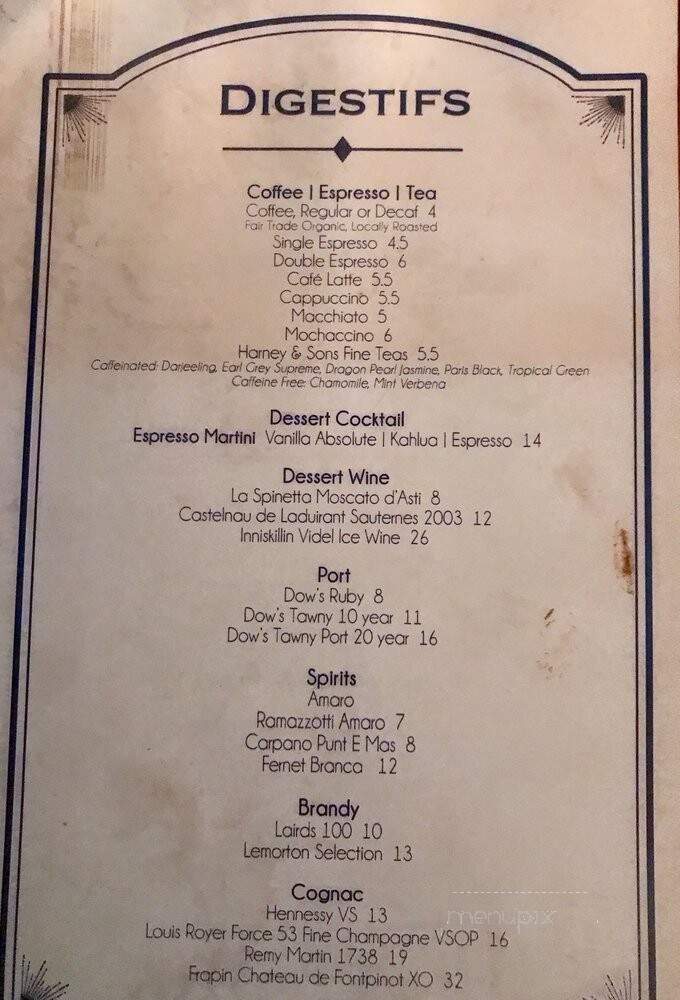 DIGESTIFS
Coffee | Espresso | Tea
Coffee, Regular or Decaf 4
Fair Trade Organic, Locally Roasted
Single Espresso 4.5
Double Espresso 6
Café Latte 5.5
Cappuccino 5.5
Macchiato 5
Mochaccino 6
Harney & Sons Fine Teas 5.5
Caffeinated: Darjeeling, Earl Grey Supreme, Dragon Pearl Jasmine, Paris Black, Tropical Green
Caffeine Free: Chamomile, Mint Verbena
Dessert Cocktail
Espresso Martini Vanilla Absolute | Kahlua | Espresso 14
Dessert Wine
La Spinetta Moscato d'Asti 8
Castelnau de Laduirant Sauternes 2003 12
Inniskillin Videl Ice Wine 26
Port
Dow's Ruby 8
Dow's Tawny 10 year 11
Dow's Tawny Port 20 year 16
Spirits
Amaro
Ramazzotti Amaro 7
Carpano Punt E Mas 8
Fernet Branca 12
Brandy
Lairds 100 10
Lemorton Selection 13
Cognac
Hennessy VS 13
Louis Royer Force 53 Fine Champagne VSOP 16
Remy Martin 1738 19
Frapin Chateau de Fontpinot XO 32
menupix